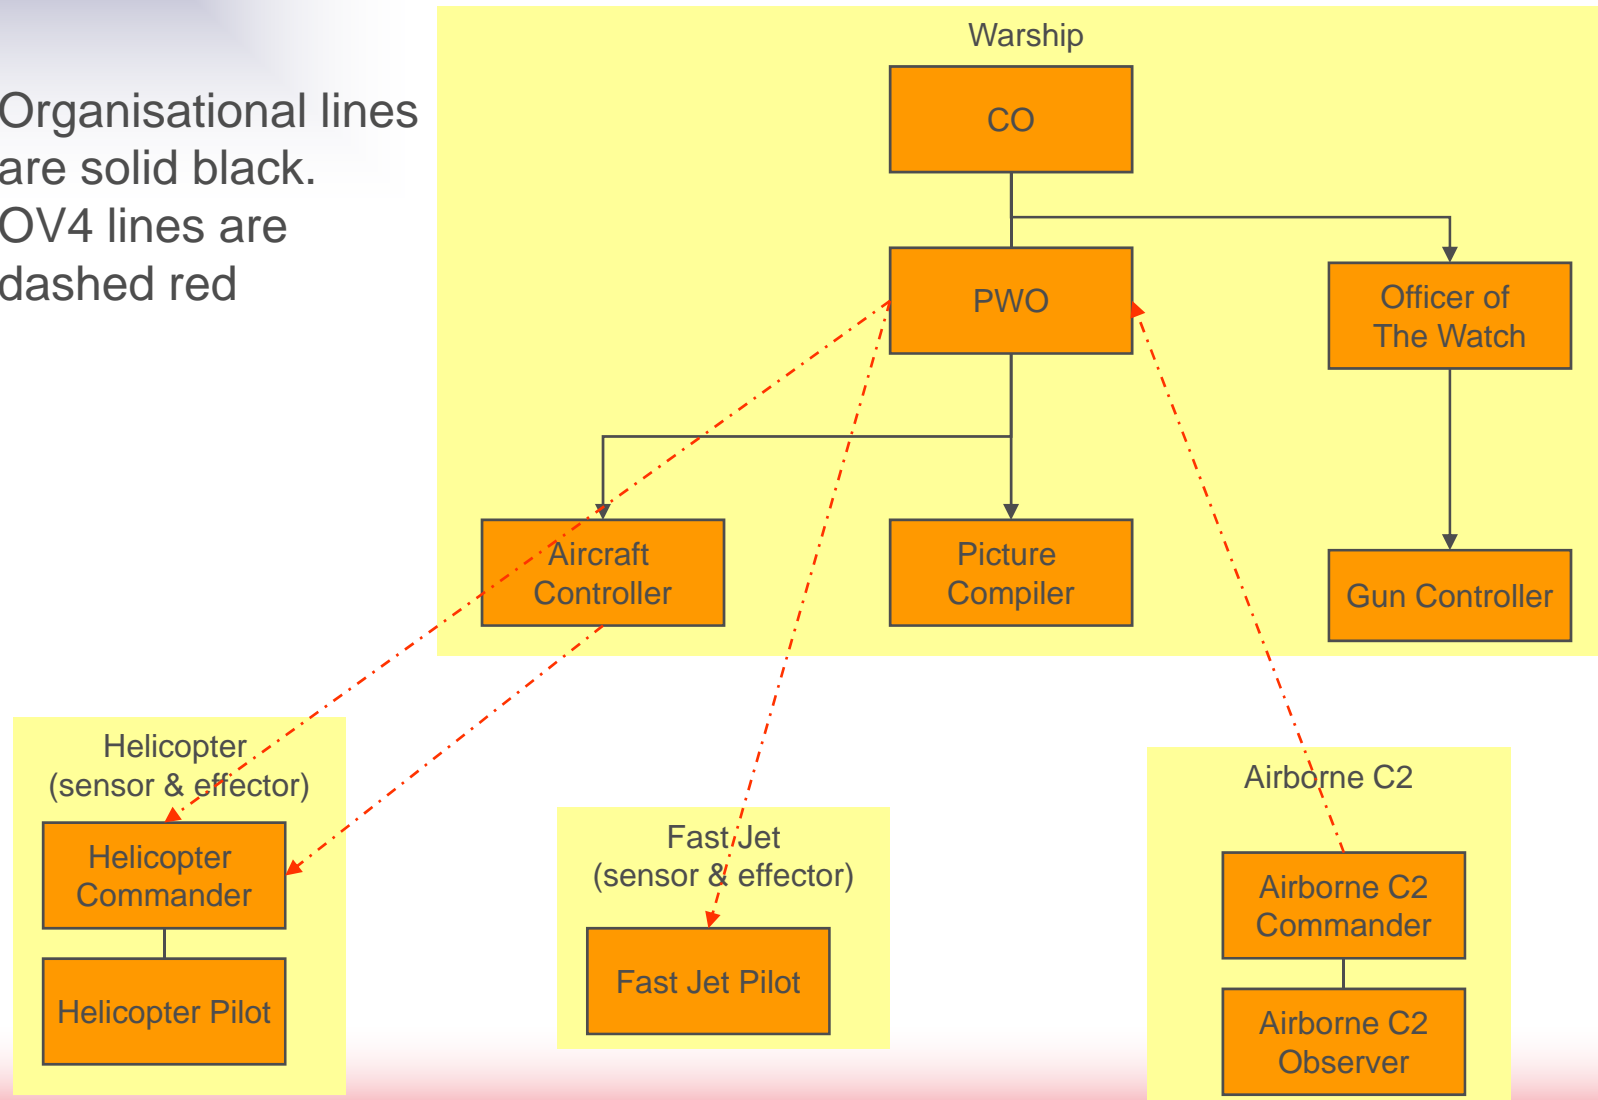 Organisational lines
are solid black.
OV4 lines are
dashed red
Warship
CO
PWO
Officer of
The Watch
Aircraft
Controller
Picture
Compiler
Gun Controller
Helicopter
(sensor & effector)
Helicopter
Commander
Helicopter Pilot
Fast Jet
(sensor & effector)
Fast Jet Pilot
Airborne C2
Airborne C2
Commander
Airborne C2
Observer